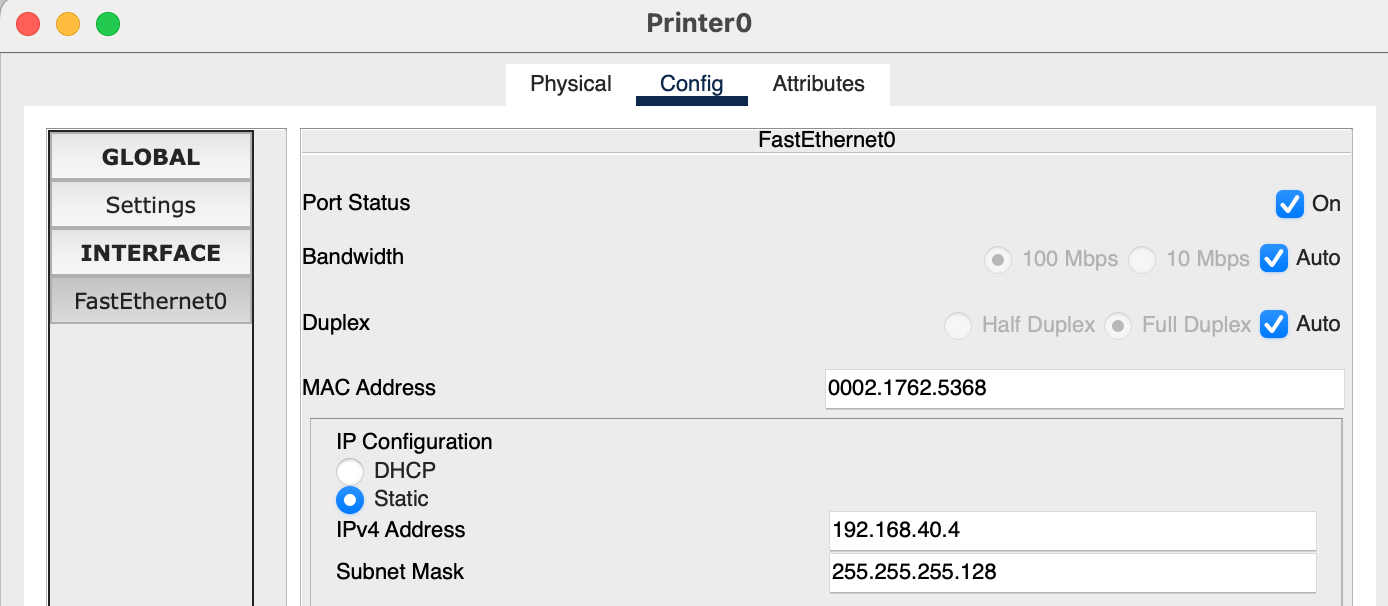 Printer0
Physical Config Attributes
GLOBAL
Settings
INTERFACE
FastEthernet0
FastEthernet0
Port Status On
Bandwidth 100 Mbps 10 Mbps Auto
Duplex Half Duplex Full Duplex Auto
MAC Address 0002.1762.5368
IP Configuration
DHCP
Static
IPv4 Address 192.168.40.4
Subnet Mask 255.255.255.128